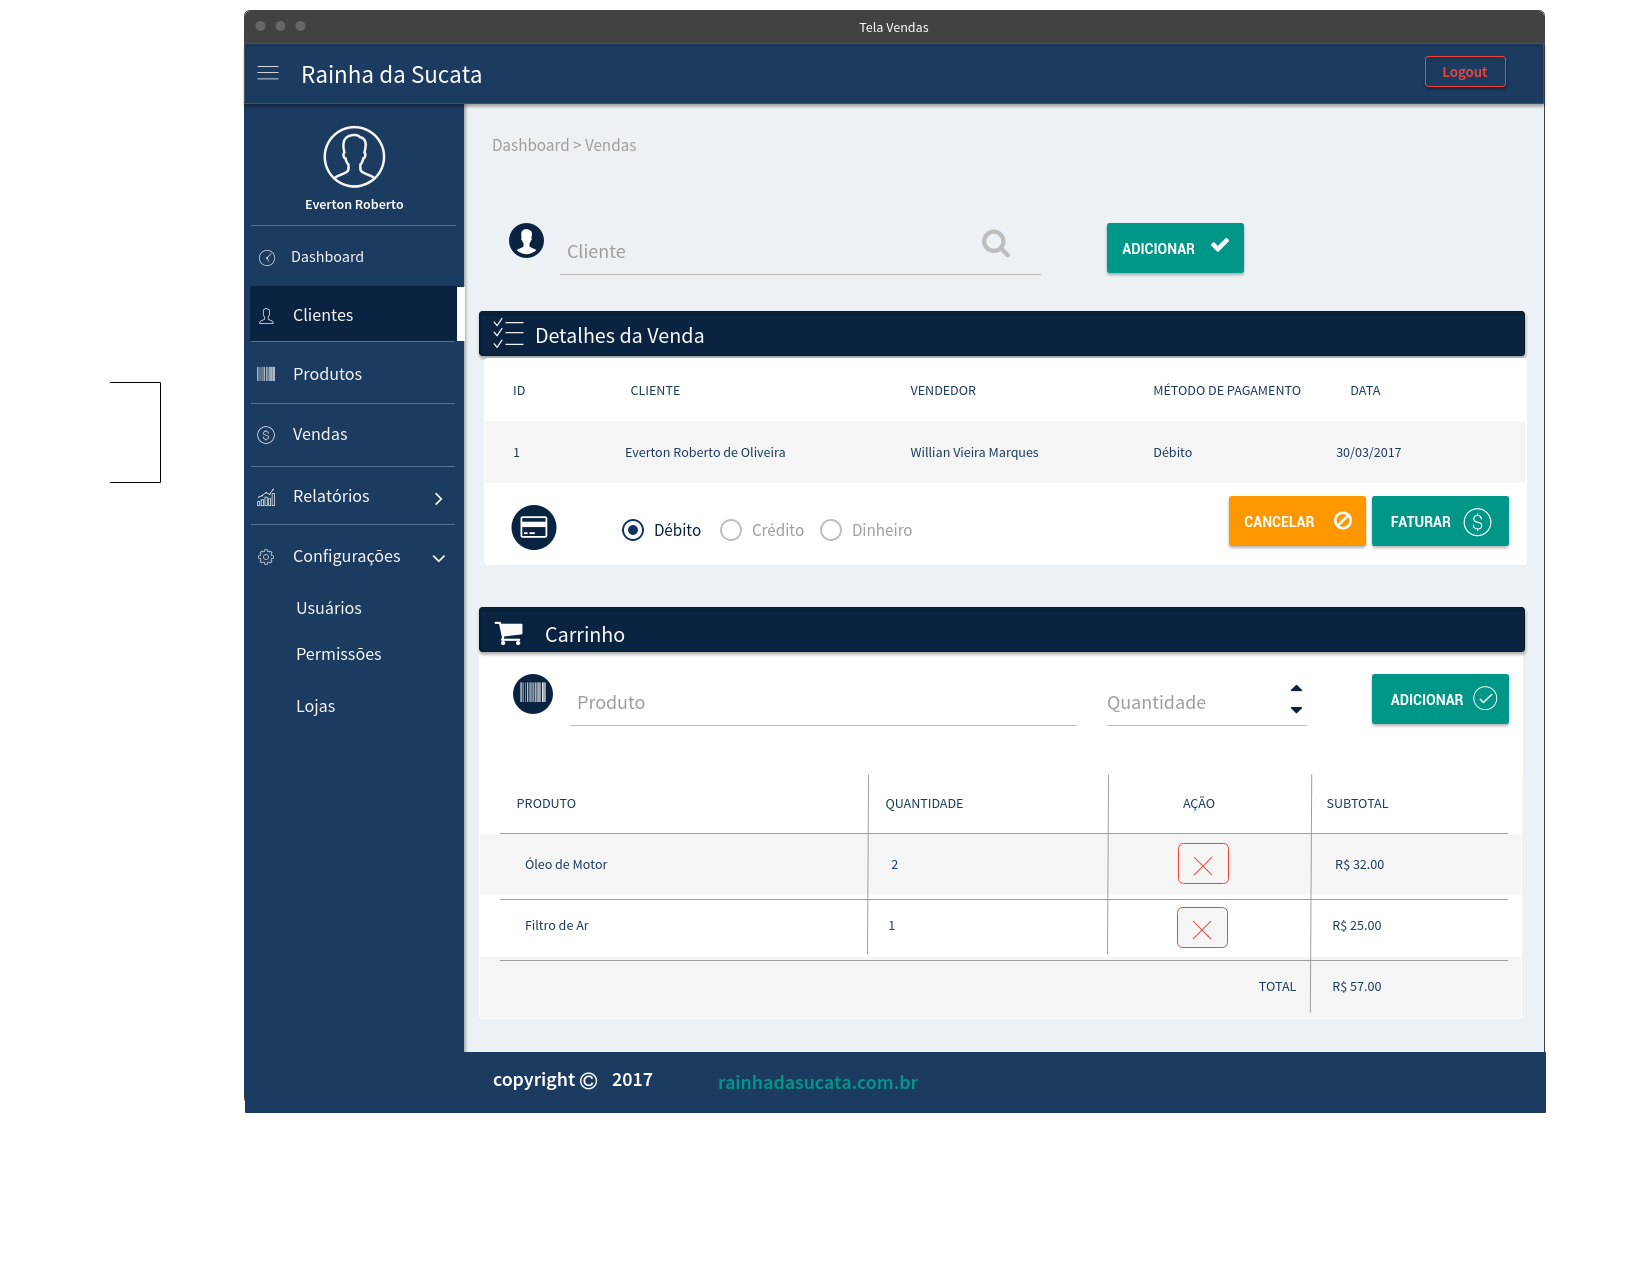 Tela Vendas
Rainha da Sucata
Logout
Everton Roberto
Dashboard
Clientes
Produtos
Vendas
Relatórios
Configurações
Usuários
Permissões
Lojas
Dashboard > Vendas
Cliente
ADICIONAR
Detalhes da Venda
ID CLIENTE VENDEDOR MÉTODO DE PAGAMENTO DATA
1 Everton Roberto de Oliveira Willian Vieira Marques Débito 30/03/2017
Débito Crédito Dinheiro
CANCELAR
FATURAR
Carrinho
Produto
Quantidade
ADICIONAR
PRODUTO QUANTIDADE AÇÃO SUBTOTAL
Óleo de Motor 2 R$ 32.00
Filtro de Ar 1 R$ 25.00
TOTAL R$ 57.00
copyright © 2017 rainhadasucata.com.br